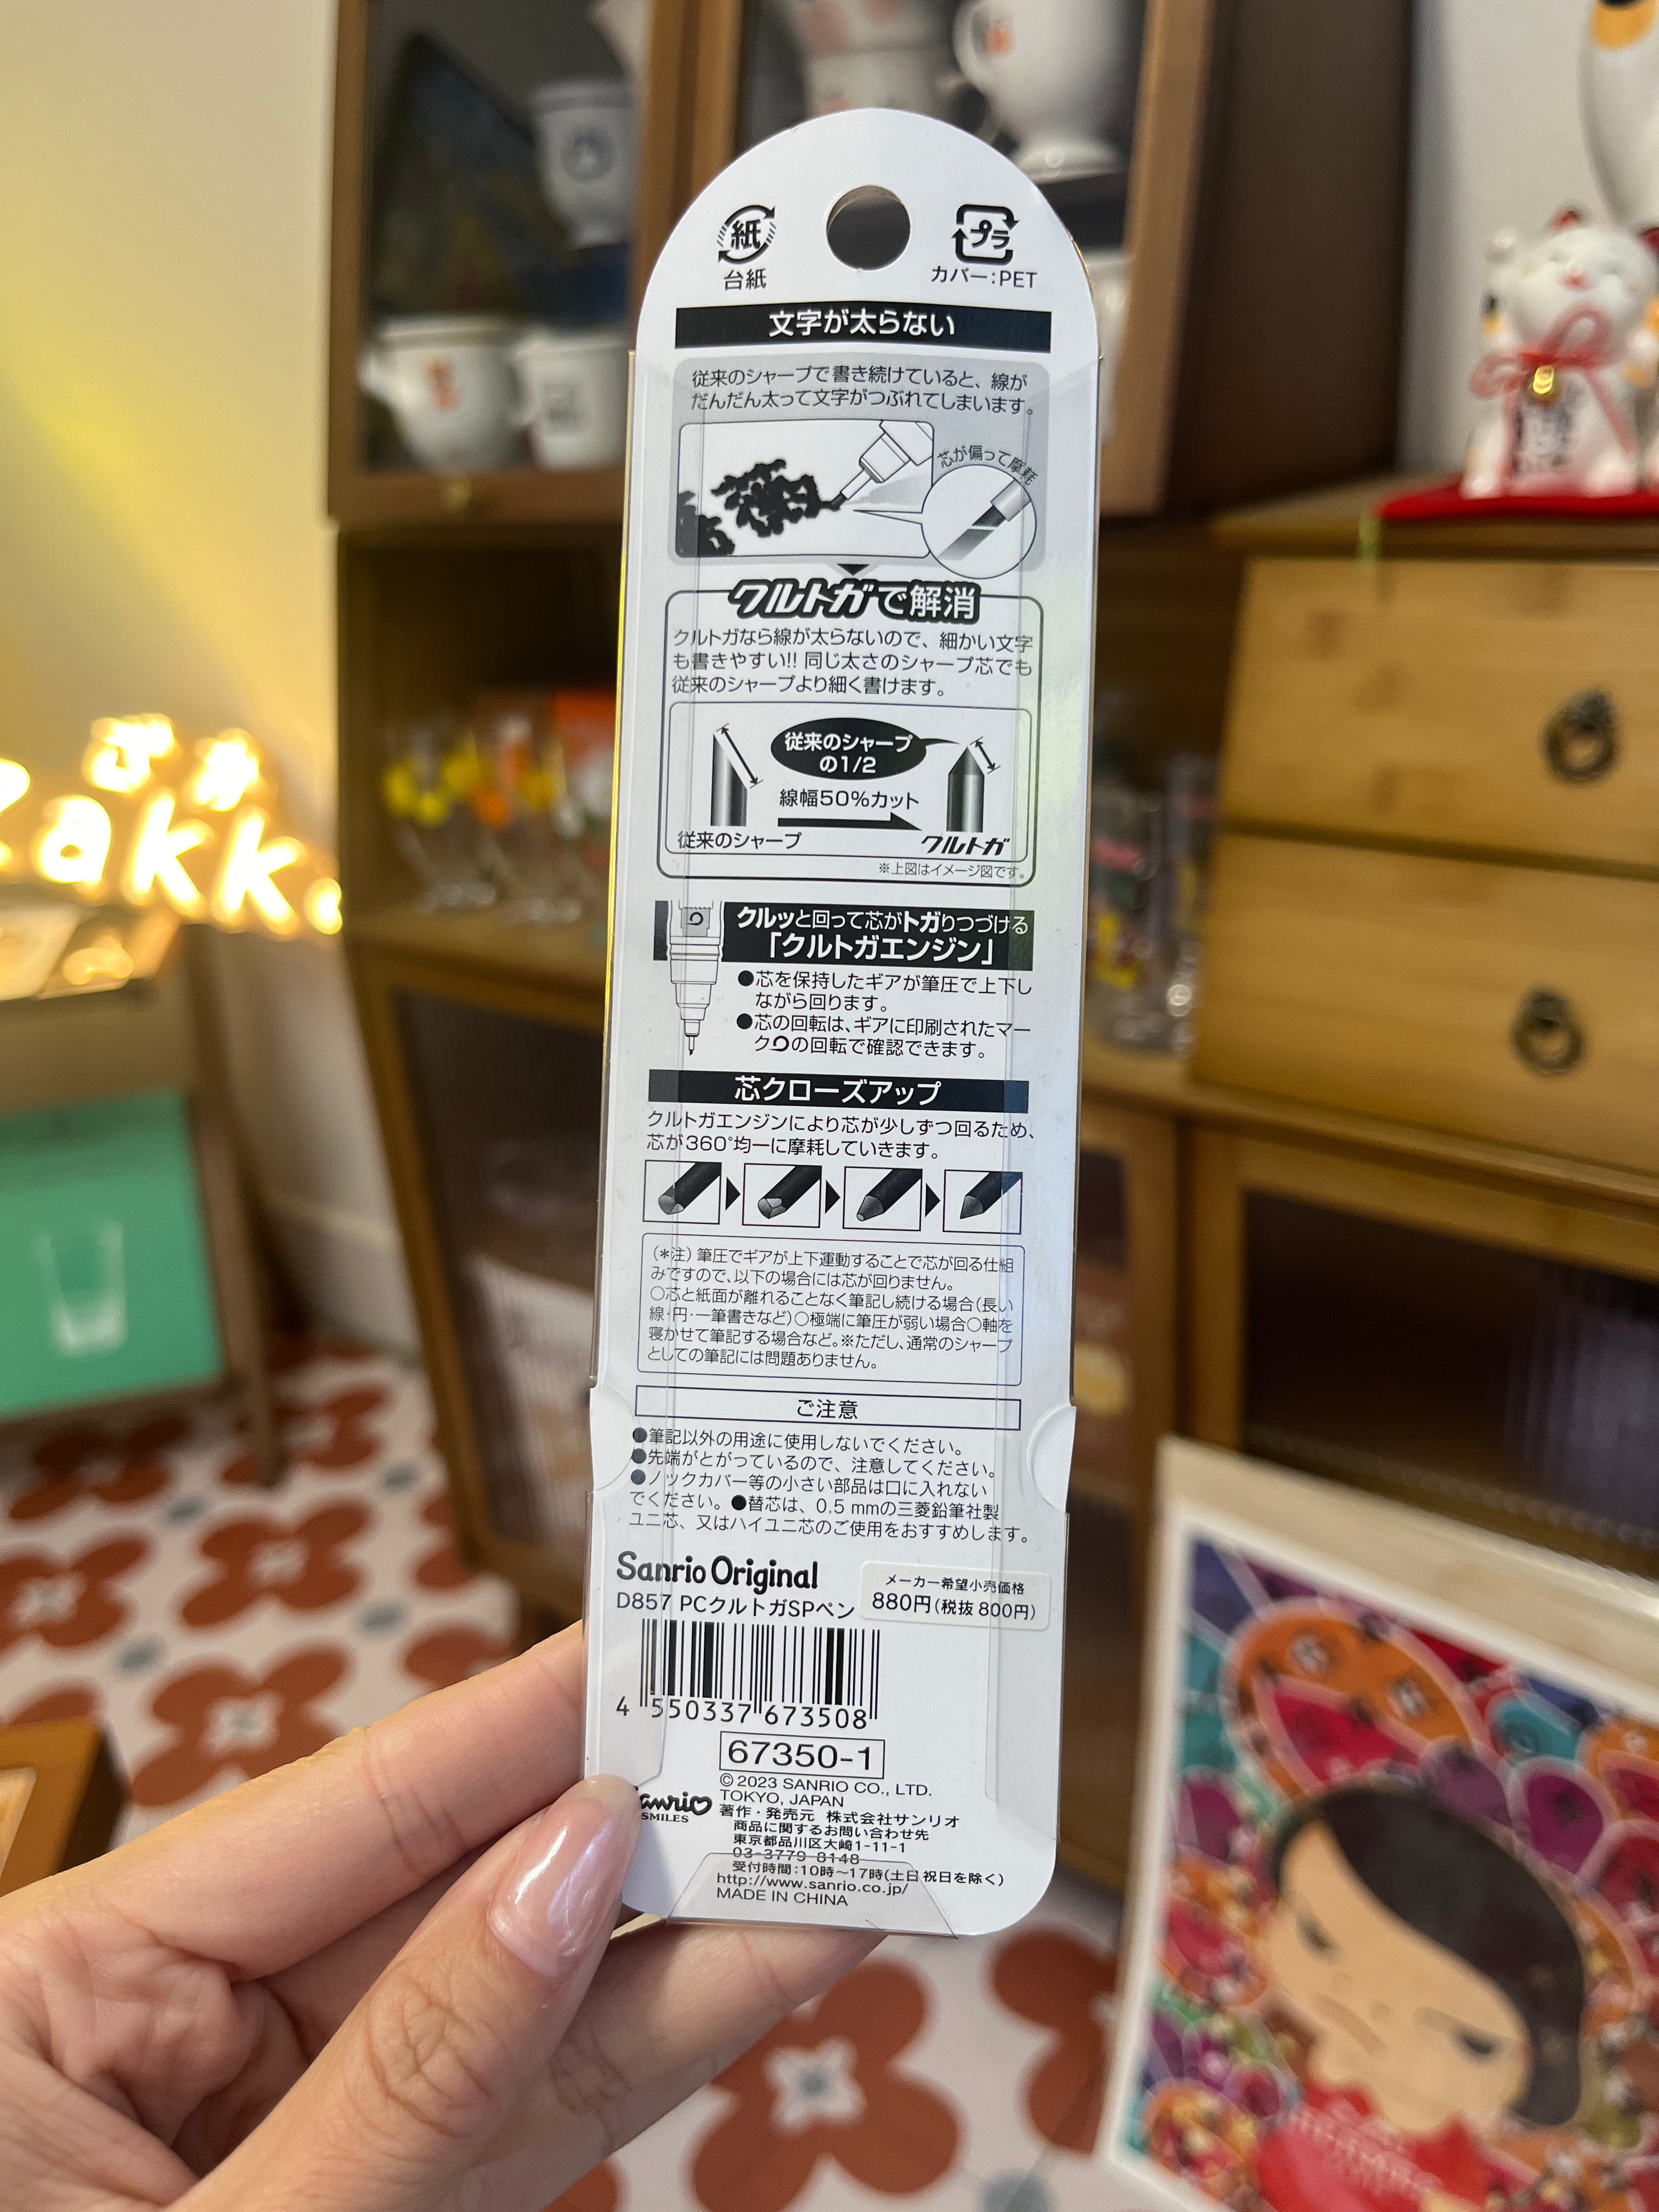 紙
台紙
プラ
カバー:PET
文字が太らない
従来のシャープで書き続けていると、線が
だんだん太って文字がつぶれてしまいます。
芯が偏って摩耗
クルトガで解消
クルトガなら線が太らないので、細かい文字
も書きやすい!! 同じ太さのシャープ芯でも
従来のシャープより細く書けます。
従来のシャープ
の1/2
線幅50%カット
従来のシャープ
クルトガ
※上図はイメージ図です。
クルッと回って芯がトガりつづける
「クルトガエンジン」
●芯を保持したギアが筆圧で上下し
ながら回ります。
●芯の回転は、ギアに印刷されたマー
クの回転で確認できます。
芯クローズアップ
クルトガエンジンにより芯が少しずつ回るため、
芯が360°均一に摩耗していきます。
(*注) 筆圧でギアが上下運動することで芯が回る仕組
みですので、以下の場合には芯が回りません。
○芯と紙面が離れることなく筆記し続ける場合(長い
線・円・一筆書きなど)○極端に筆圧が弱い場合○軸を
寝かせて筆記する場合など。※ただし、通常のシャープ
としての筆記には問題ありません。
ご注意
●筆記以外の用途に使用しないでください。
●先端がとがっているので、注意してください。
●ノックカバー等の小さい部品は口に入れない
でください。●替芯は、0.5 mmの三菱鉛筆社製
ユニ芯、又はハイユニ芯のご使用をおすすめします。
Sanrio Original
D857 PCクルトガSPペン
メーカー希望小売価格
880円(税抜 800円)
4 550337 673508
67350-1
© 2023 SANRIO CO., LTD.
TOKYO, JAPAN
著作・発売元 株式会社サンリオ
商品に関するお問い合わせ先
東京都品川区大崎1-11-1
03-3779-8148
受付時間:10時～17時(土日祝日を除く)
http://www.sanrio.co.jp/
MADE IN CHINA
SMILES
akk